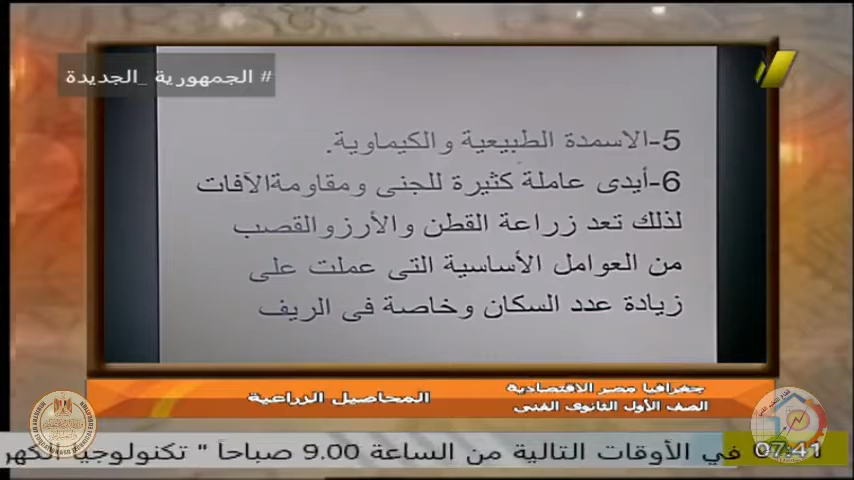 # الجمهورية _الجديدة
5-الاسمدة الطبيعية والكيماوية.
6-أيدى عاملة كثيرة للجنى ومقاومةالآفات
لذلك تعد زراعة القطن والأرزوالقصب
من العوامل الأساسية التى عملت على
زيادة عدد السكان وخاصة فى الريف
جغرافيا مصر الاقتصادية
الصف الأول الثانوى الفنى
المحاصيل الزراعية
في الأوقات التالية من الساعة 9.00 صباحاً " تكنولوجيا
07:41